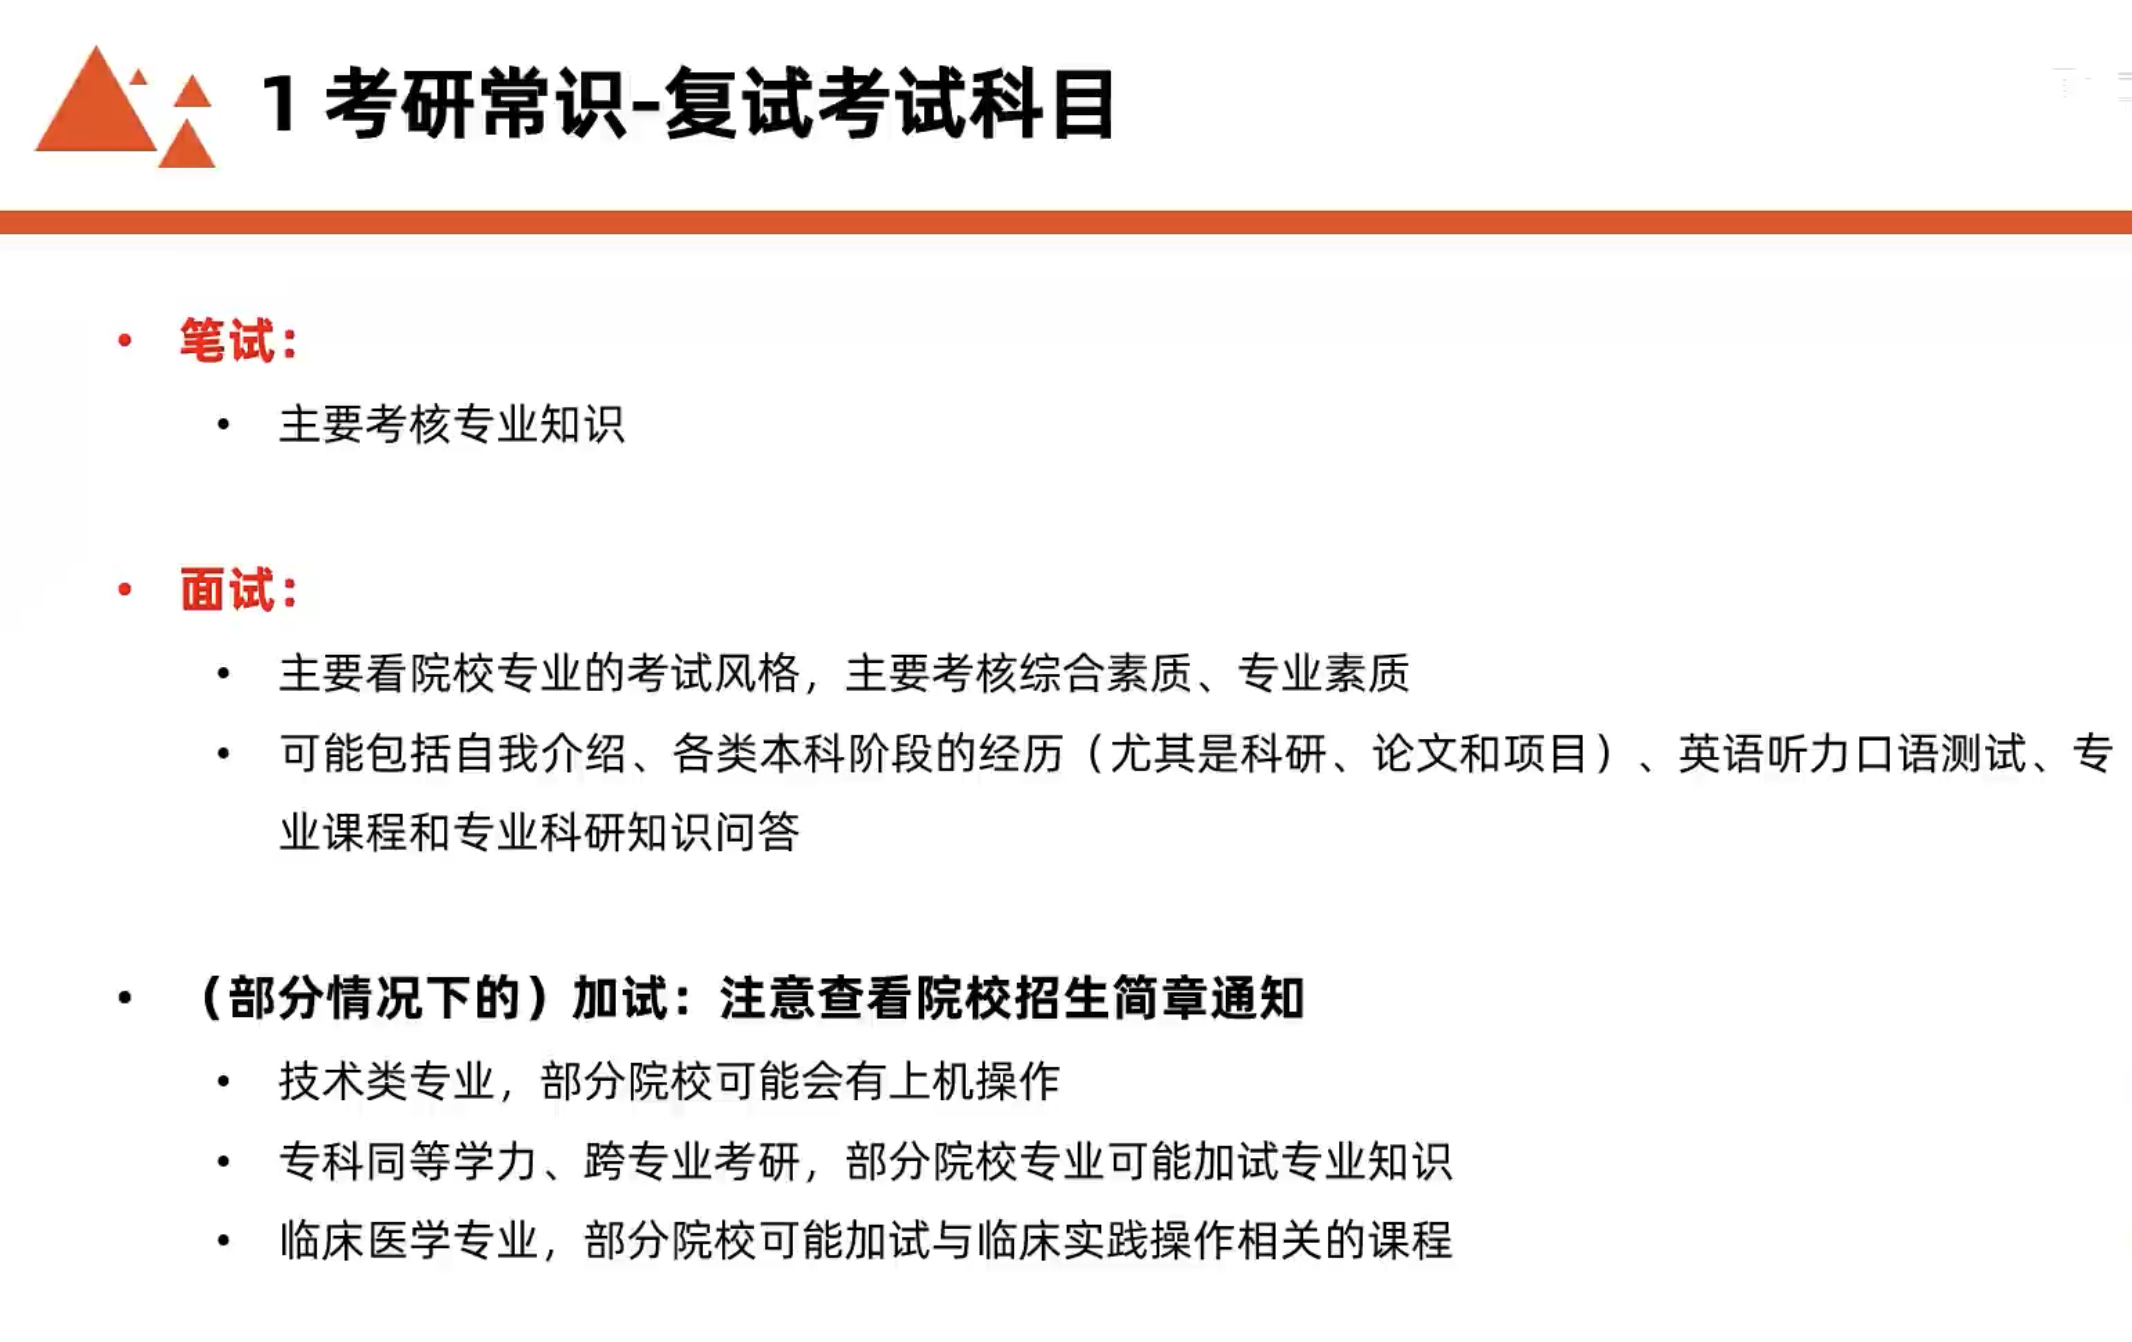 1 考研常识-复试考试科目
• 笔试：
• 主要考核专业知识
• 面试：
• 主要看院校专业的考试风格，主要考核综合素质、专业素质
• 可能包括自我介绍、各类本科阶段的经历（尤其是科研、论文和项目）、英语听力口语测试、专
业课程和专业科研知识问答
• （部分情况下的）加试：注意查看院校招生简章通知
• 技术类专业，部分院校可能会有上机操作
• 专科同等学力、跨专业考研，部分院校专业可能加试专业知识
• 临床医学专业，部分院校可能加试与临床实践操作相关的课程